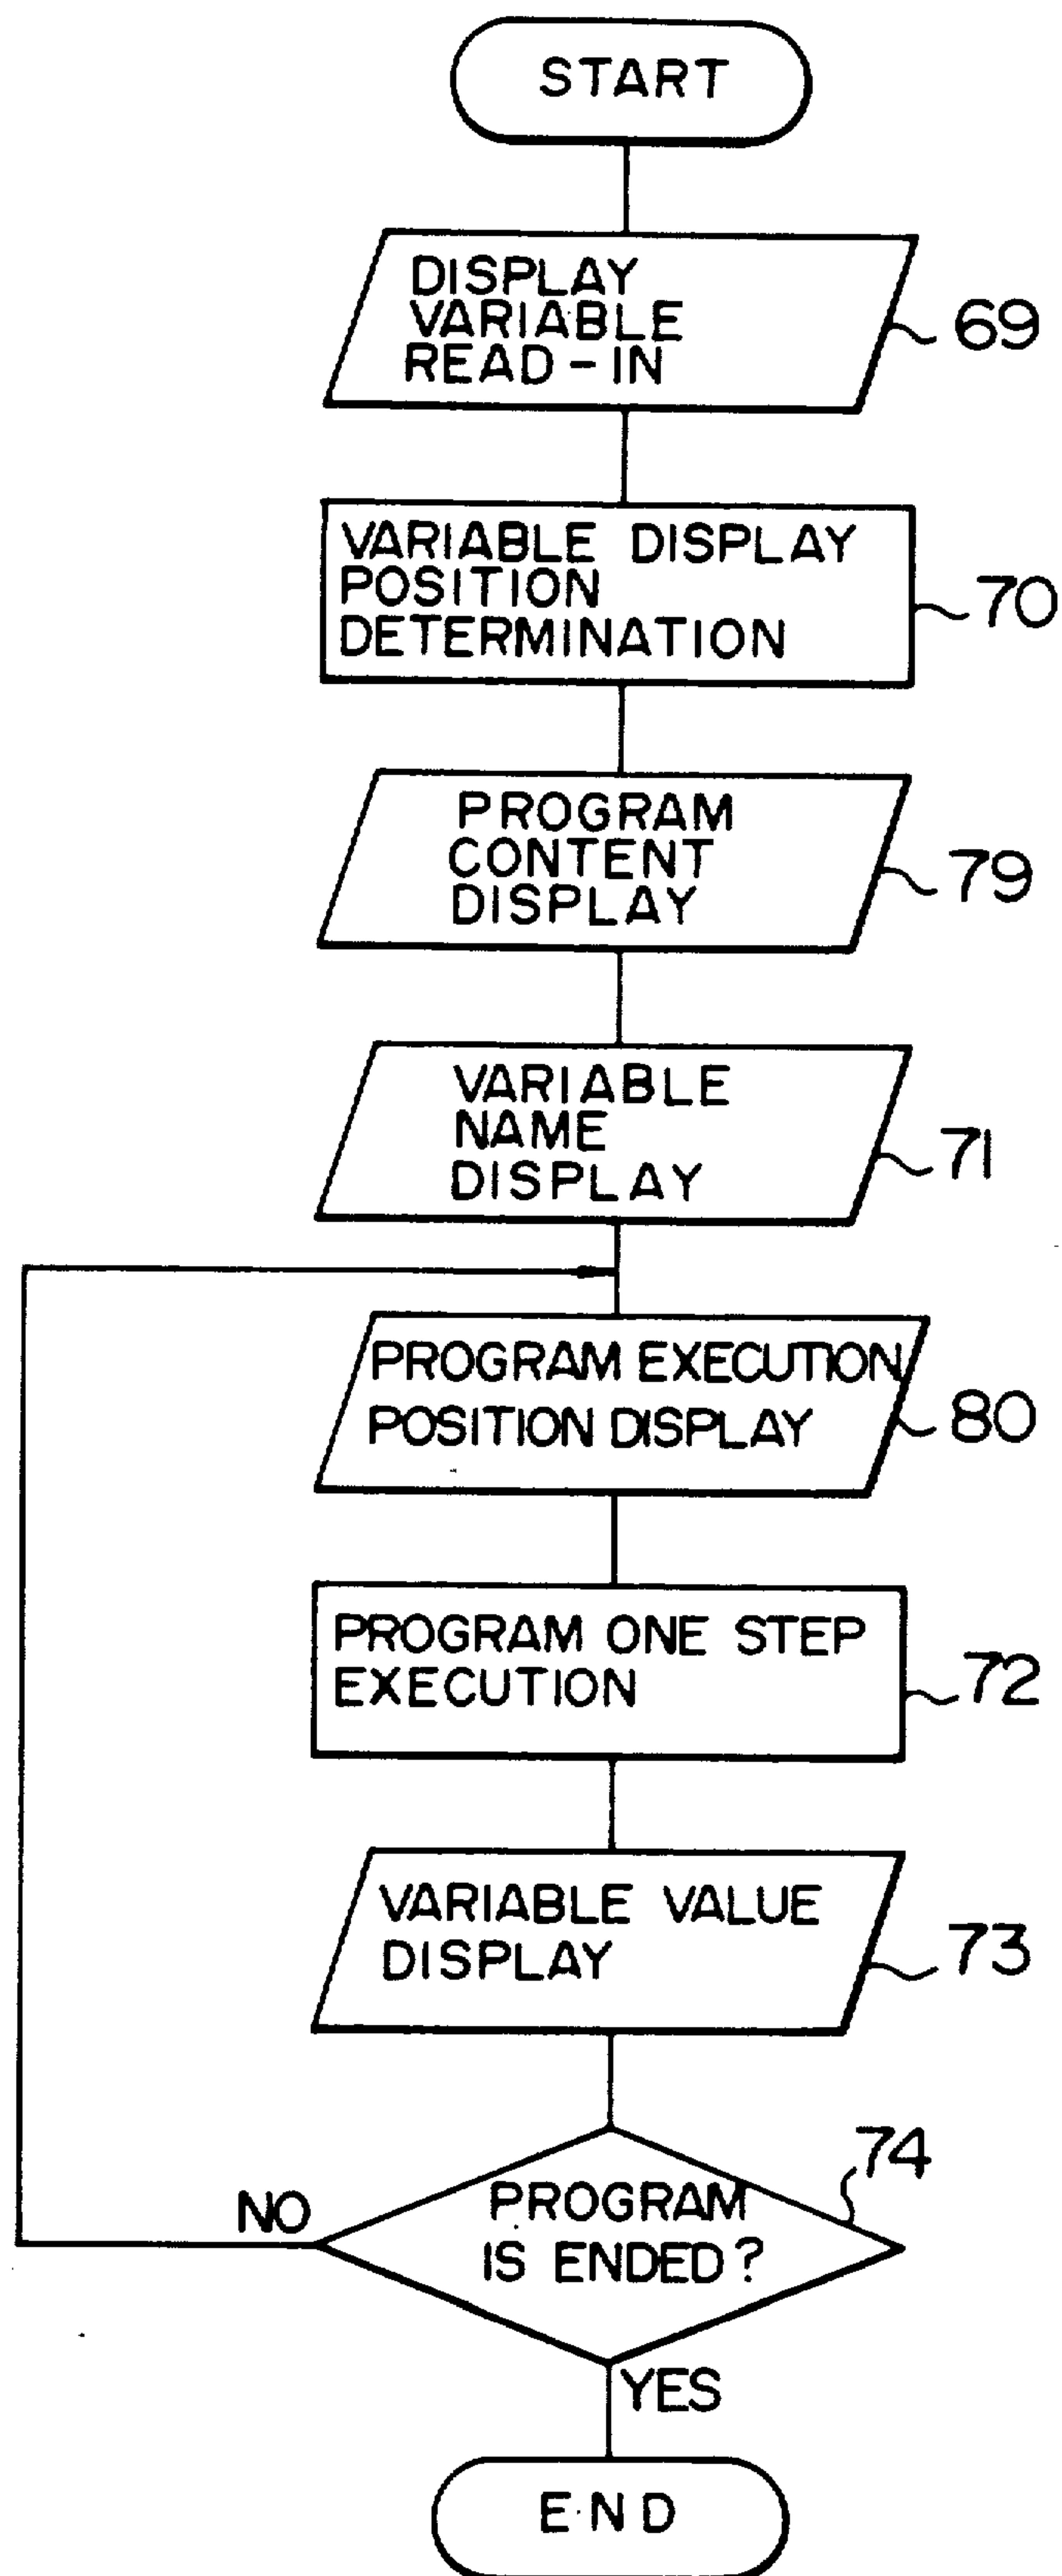 START
DISPLAY
VARIABLE
READ-IN
69
VARIABLE DISPLAY
POSITION
DETERMINATION
70
PROGRAM
CONTENT
DISPLAY
79
VARIABLE
NAME
DISPLAY
71
PROGRAM EXECUTION
POSITION DISPLAY
80
PROGRAM ONE STEP
EXECUTION
72
VARIABLE VALUE
DISPLAY
73
74
PROGRAM
IS ENDED?
NO
YES
END